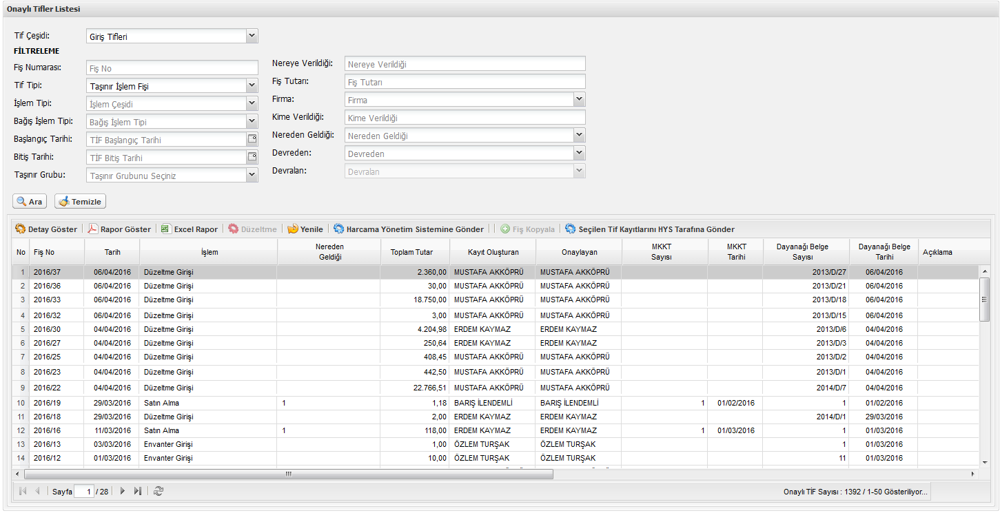 Onaylı Tifler Listesi
Tif Çeşidi: Giriş Tifleri
FİLTRELEME
Fiş Numarası: Fiş No
Tif Tipi: Taşınır İşlem Fişi
İşlem Tipi: İşlem Çeşidi
Bağış İşlem Tipi: Bağış İşlem Tipi
Başlangıç Tarihi: TİF Başlangıç Tarihi
Bitiş Tarihi: TİF Bitiş Tarihi
Taşınır Grubu: Taşınır Grubunu Seçiniz
Nereye Verildiği: Nereye Verildiği
Fiş Tutarı: Fiş Tutarı
Firma: Firma
Kime Verildiği: Kime Verildiği
Nereden Geldiği: Nereden Geldiği
Devreden: Devreden
Devralan: Devralan
Ara Temizle
Detay Göster Rapor Göster Excel Rapor Düzeltme Yenile Harcama Yönetim Sistemine Gönder Fiş Kopyala Seçilen Tif Kayıtlarını HYS Tarafına Gönder
No Fiş No Tarih İşlem Nereden Geldiği Toplam Tutar Kayıt Oluşturan Onaylayan MKKT Sayısı MKKT Tarihi Dayanağı Belge Sayısı Dayanağı Belge Tarihi Açıklama
1 2016/37 06/04/2016 Düzeltme Girişi 2.360,00 MUSTAFA AKKÖPRÜ MUSTAFA AKKÖPRÜ 2013/D/27 06/04/2016
2 2016/36 06/04/2016 Düzeltme Girişi 30,00 MUSTAFA AKKÖPRÜ MUSTAFA AKKÖPRÜ 2013/D/21 06/04/2016
3 2016/33 06/04/2016 Düzeltme Girişi 18.750,00 MUSTAFA AKKÖPRÜ MUSTAFA AKKÖPRÜ 2013/D/18 06/04/2016
4 2016/32 06/04/2016 Düzeltme Girişi 3,00 MUSTAFA AKKÖPRÜ MUSTAFA AKKÖPRÜ 2013/D/15 06/04/2016
5 2016/30 04/04/2016 Düzeltme Girişi 4.204,98 ERDEM KAYMAZ ERDEM KAYMAZ 2013/D/6 04/04/2016
6 2016/27 04/04/2016 Düzeltme Girişi 250,64 ERDEM KAYMAZ ERDEM KAYMAZ 2013/D/3 04/04/2016
7 2016/25 04/04/2016 Düzeltme Girişi 408,45 MUSTAFA AKKÖPRÜ MUSTAFA AKKÖPRÜ 2013/D/2 04/04/2016
8 2016/23 04/04/2016 Düzeltme Girişi 442,50 MUSTAFA AKKÖPRÜ MUSTAFA AKKÖPRÜ 2013/D/1 04/04/2016
9 2016/22 04/04/2016 Düzeltme Girişi 22.766,51 MUSTAFA AKKÖPRÜ MUSTAFA AKKÖPRÜ 2014/D/7 04/04/2016
10 2016/19 29/03/2016 Satın Alma 1 1,18 BARIŞ İLENDEMLİ BARIŞ İLENDEMLİ 1 01/02/2016 1 01/02/2016
11 2016/18 29/03/2016 Düzeltme Girişi 2,00 ERDEM KAYMAZ ERDEM KAYMAZ 2014/D/1 29/03/2016
12 2016/16 11/03/2016 Satın Alma 1 118,00 ERDEM KAYMAZ ERDEM KAYMAZ 1 01/03/2016 1 01/03/2016
13 2016/13 03/03/2016 Envanter Girişi 1,00 ÖZLEM TURŞAK ÖZLEM TURŞAK 1 01/03/2016
14 2016/12 01/03/2016 Envanter Girişi 10,00 ÖZLEM TURŞAK ÖZLEM TURŞAK 11 01/03/2016
Sayfa 1 / 28 Onaylı TİF Sayısı : 1392 / 1-50 Gösteriliyor...